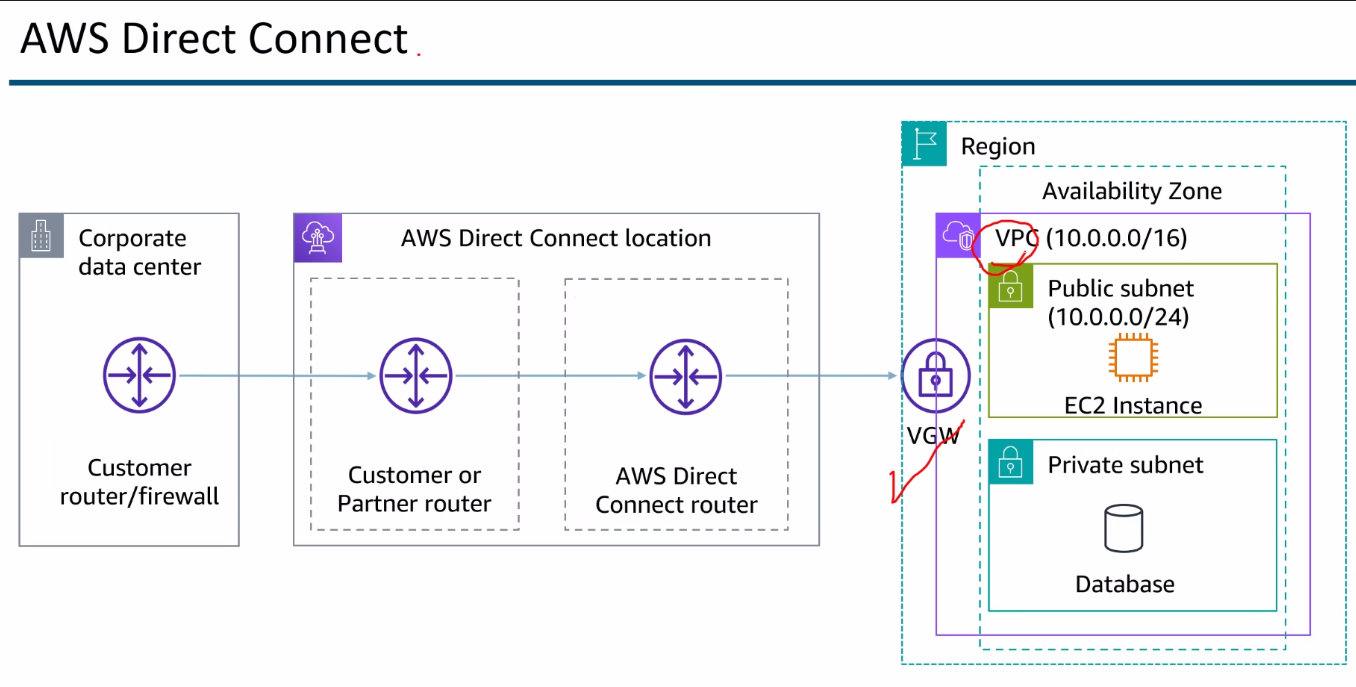 AWS Direct Connect
Region
Availability Zone
Corporate
data center
AWS Direct Connect location
VPC (10.0.0.0/16)
Public subnet
(10.0.0.0/24)
EC2 Instance
VGW
Customer
router/firewall
Customer or
Partner router
AWS Direct
Connect router
Private subnet
Database